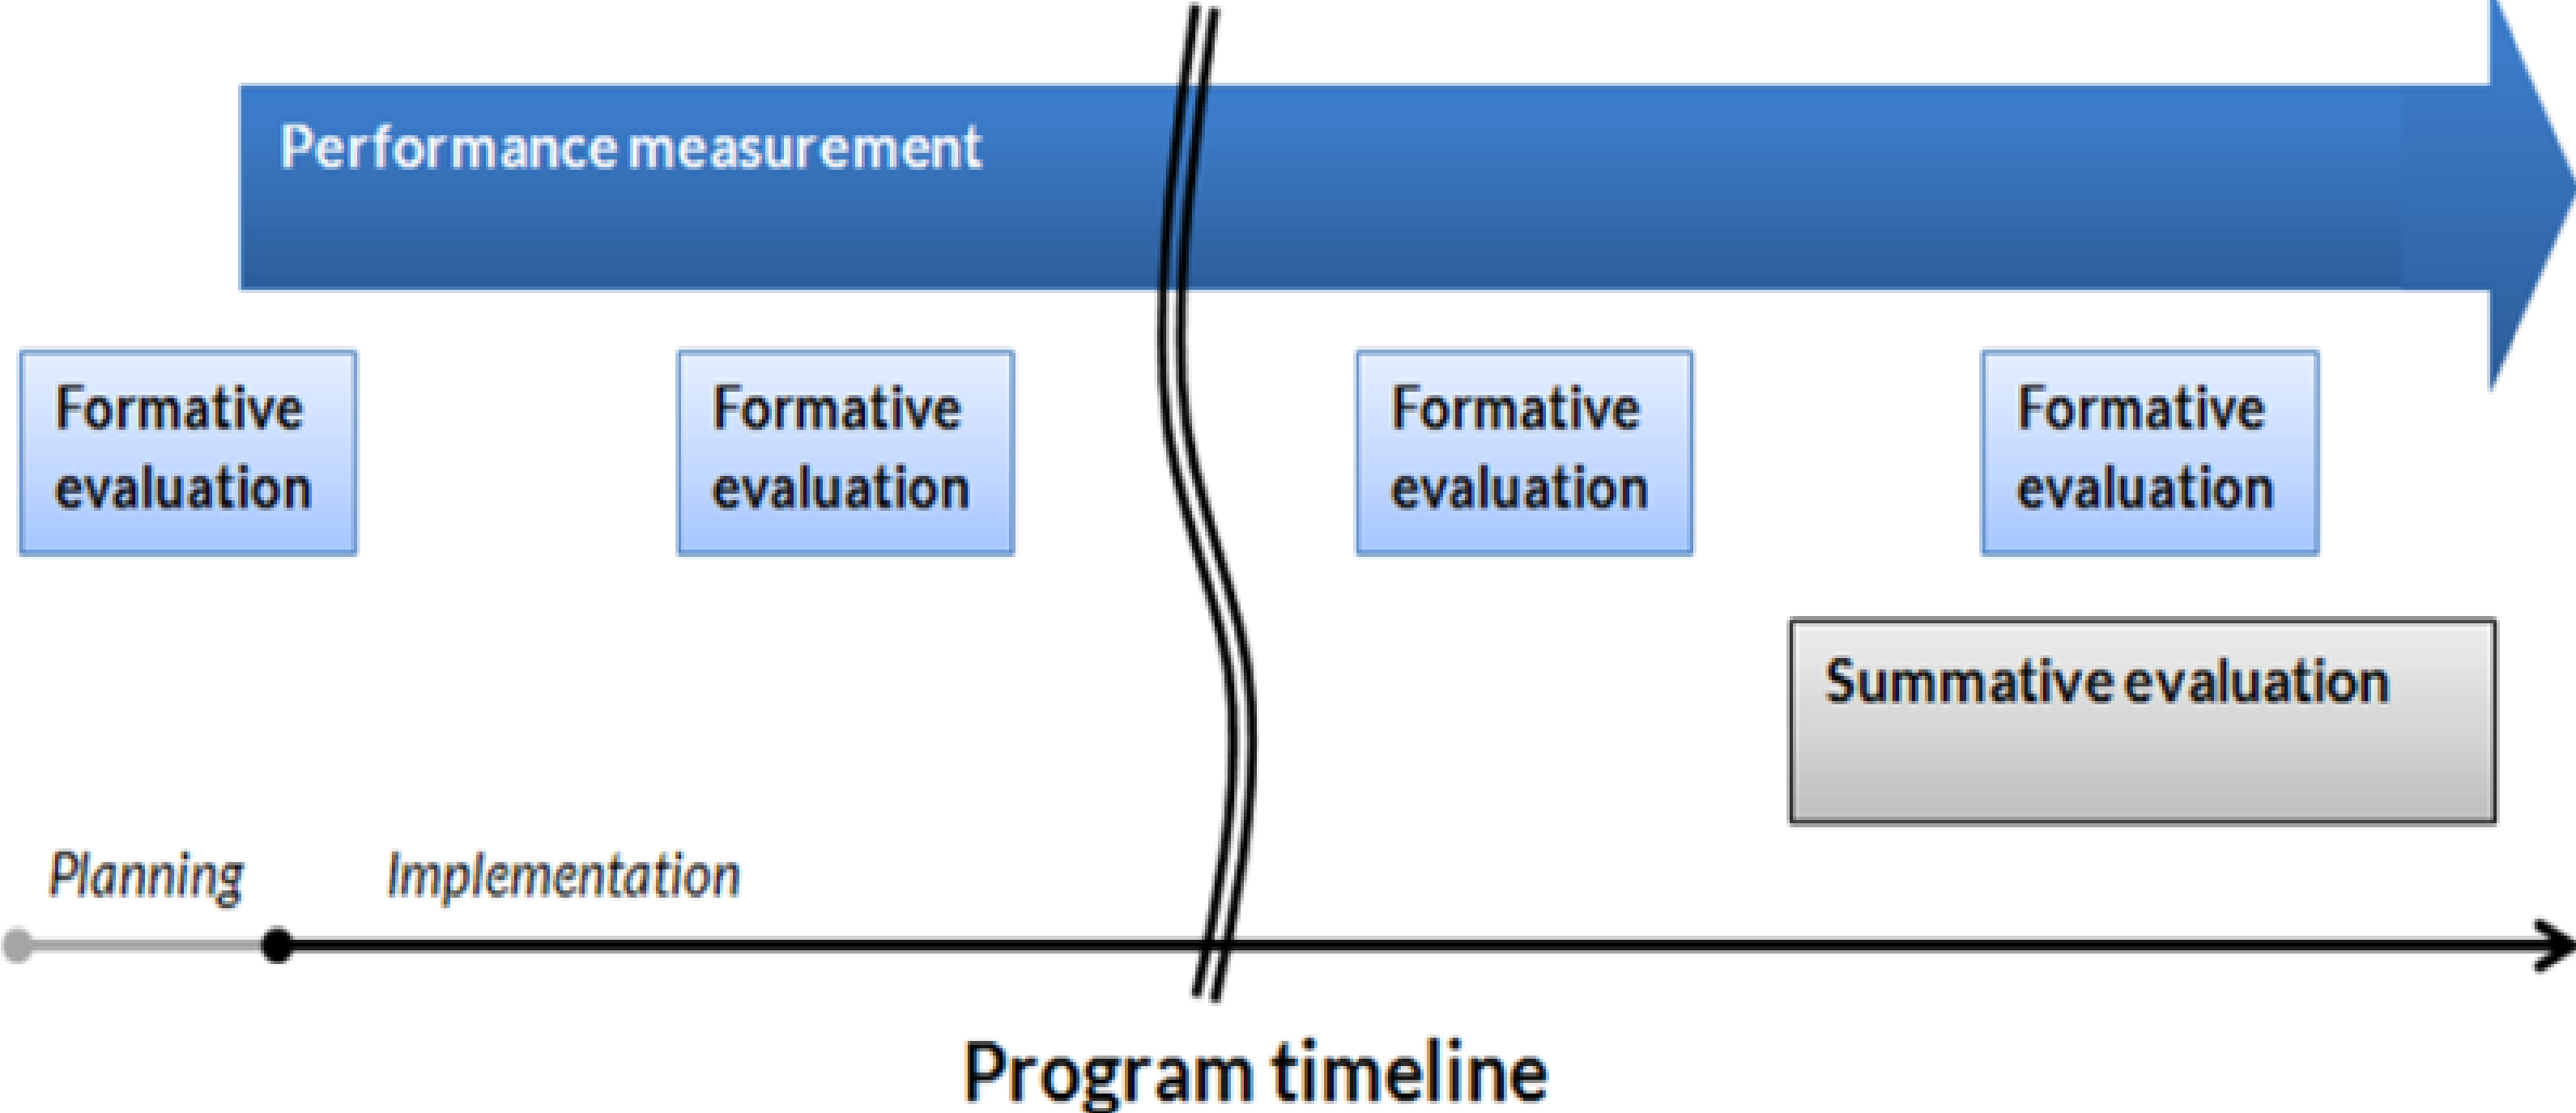 Performance measurement
Formative
evaluation
Formative
evaluation
Formative
evaluation
Formative
evaluation
Summative evaluation
Planning
Implementation
Program timeline